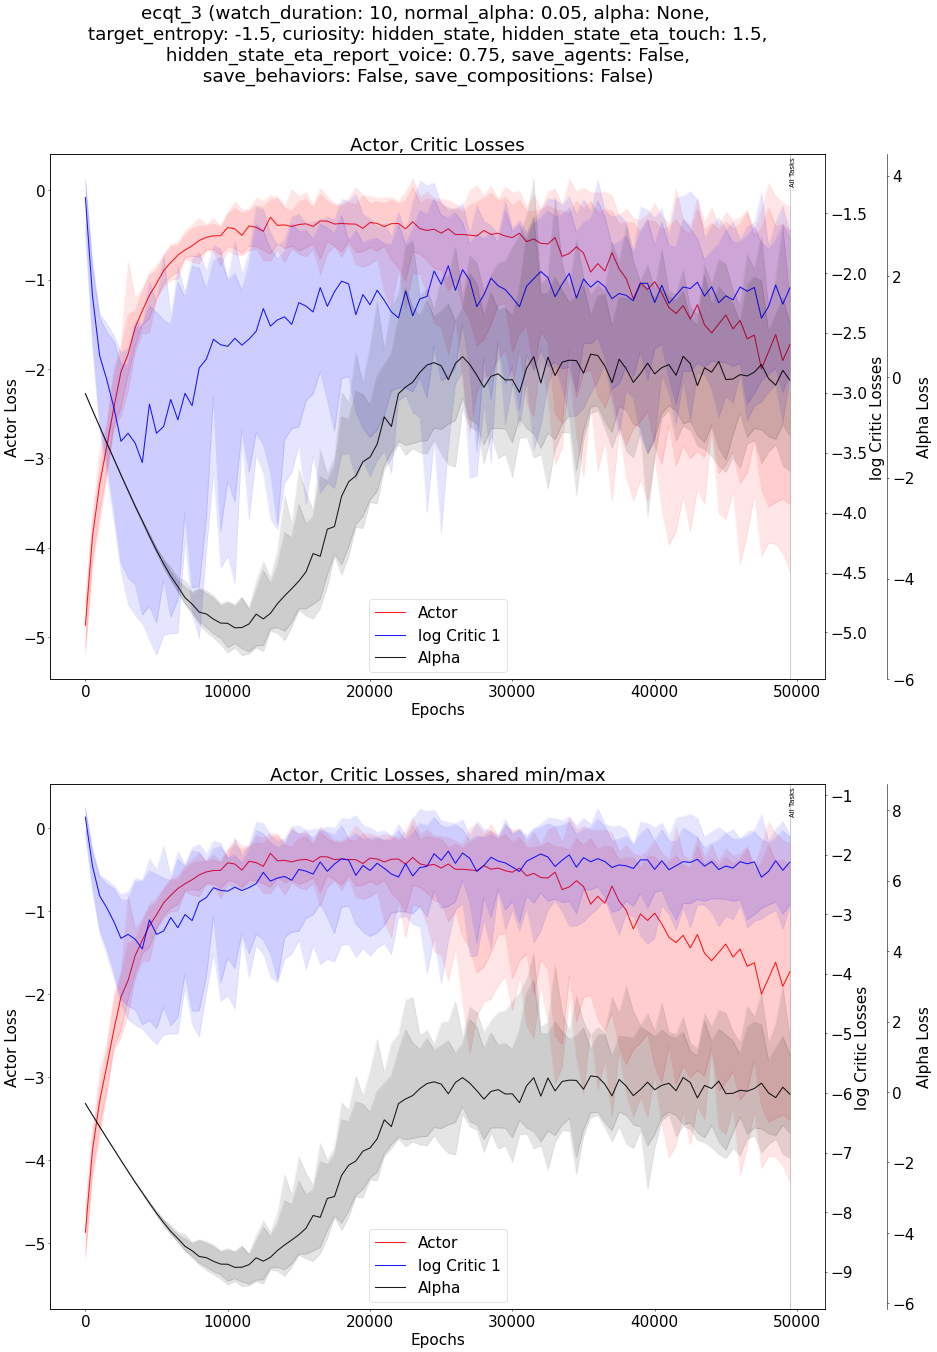 ecqt_3 (watch_duration: 10, normal_alpha: 0.05, alpha: None,
target_entropy: -1.5, curiosity: hidden_state, hidden_state_eta_touch: 1.5,
hidden_state_eta_report_voice: 0.75, save_agents: False,
save_behaviors: False, save_compositions: False)
Actor, Critic Losses
All Tasks
0
−1
−2
−3
−4
−5
Actor Loss
−1.5
−2.0
−2.5
−3.0
−3.5
−4.0
−4.5
−5.0
log Critic Losses
4
2
0
−2
−4
−6
Alpha Loss
Actor
log Critic 1
Alpha
0 10000 20000 30000 40000 50000
Epochs
Actor, Critic Losses, shared min/max
All Tasks
0
−1
−2
−3
−4
−5
Actor Loss
−1
−2
−3
−4
−5
−6
−7
−8
−9
log Critic Losses
8
6
4
2
0
−2
−4
−6
Alpha Loss
Actor
log Critic 1
Alpha
0 10000 20000 30000 40000 50000
Epochs